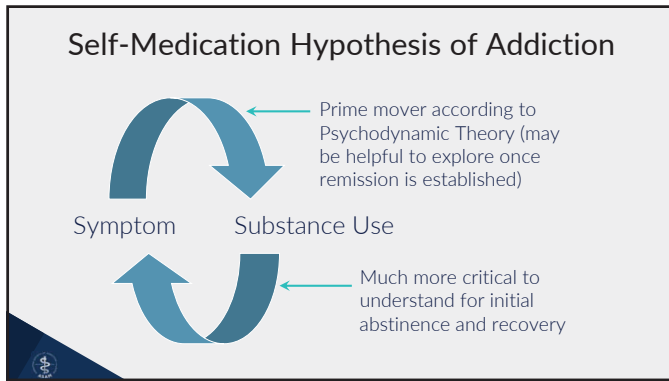 Self-Medication Hypothesis of Addiction
Prime mover according to
Psychodynamic Theory (may
be helpful to explore once
remission is established)
Symptom
Substance Use
Much more critical to
understand for initial
abstinence and recovery
ASAM